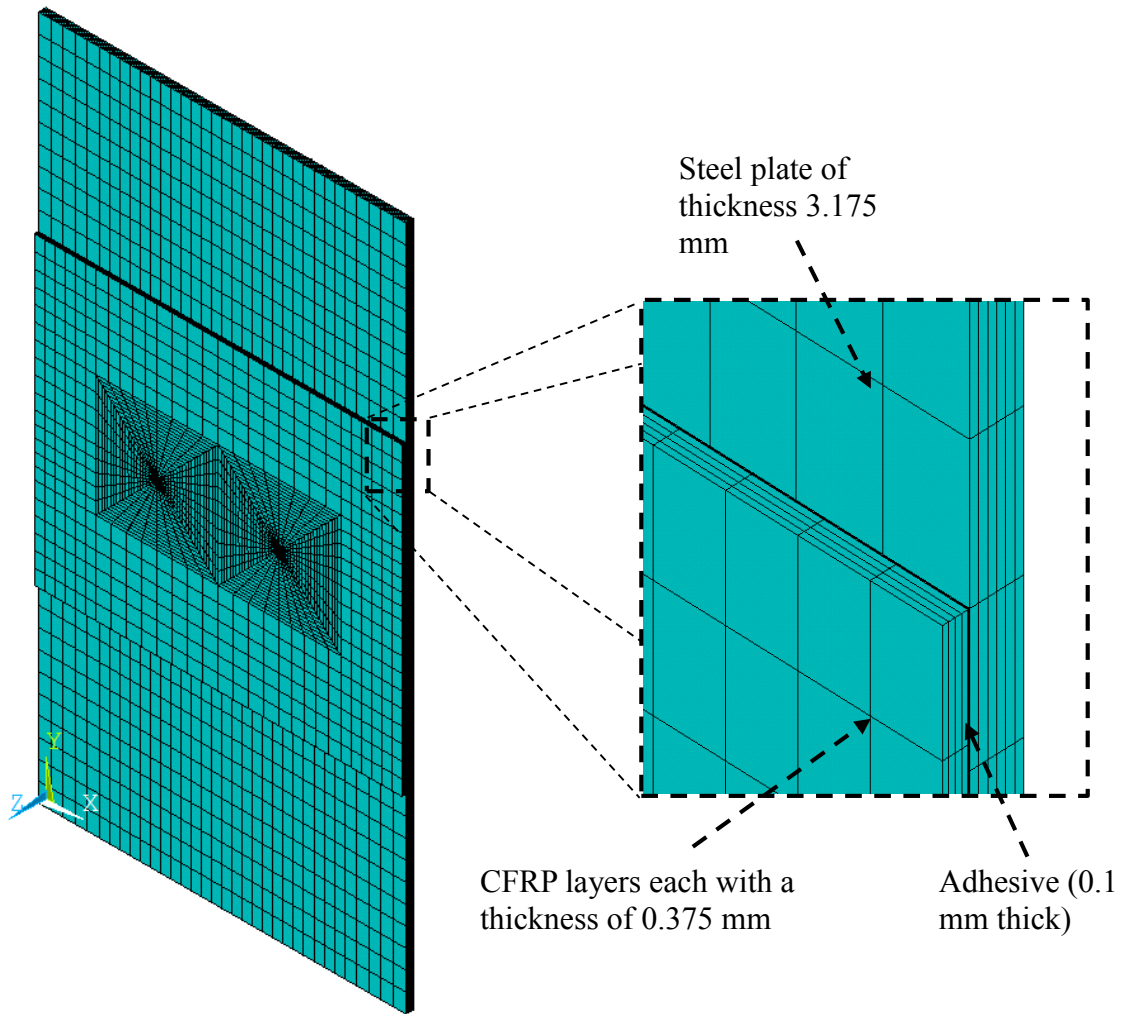 Steel plate of
thickness 3.175
mm
Y
Z
X
CFRP layers each with a
thickness of 0.375 mm
Adhesive (0.1
mm thick)